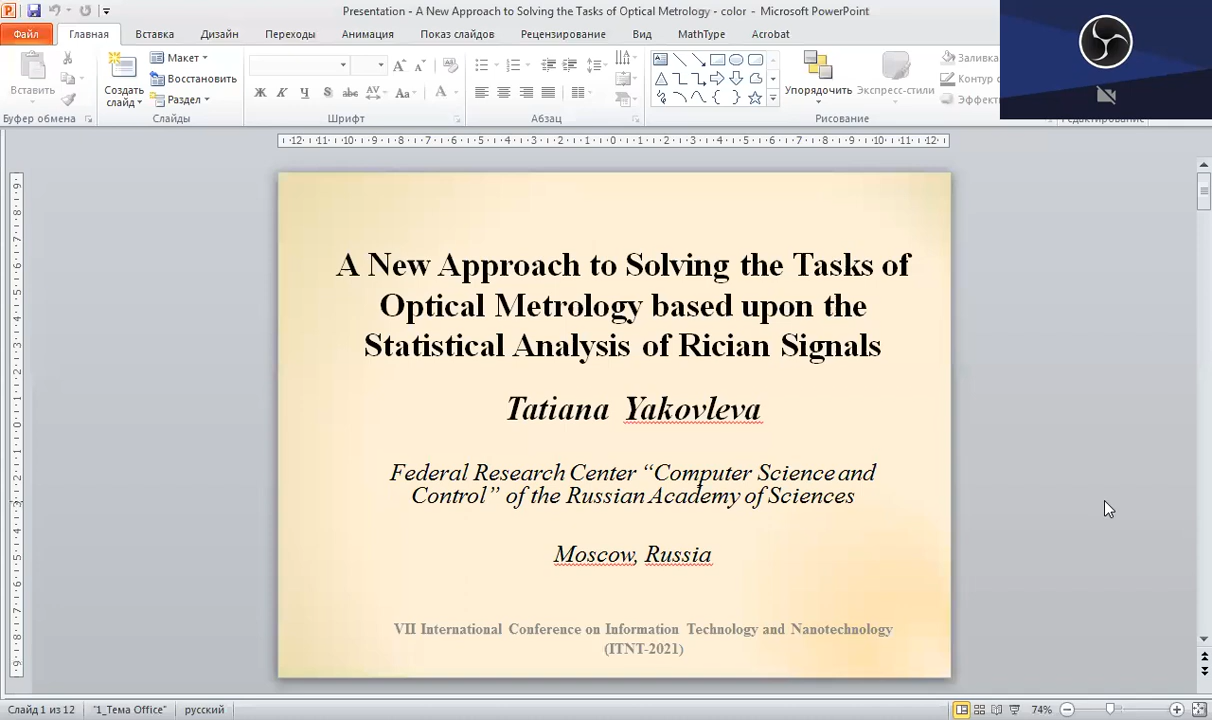 Presentation - A New Approach to Solving the Tasks of Optical Metrology - color - Microsoft PowerPoint
Файл Главная Вставка Дизайн Переходы Анимация Показ слайдов Рецензирование Вид MathType Acrobat
Вставить
Создать слайд
Макет
Восстановить
Раздел
Упорядочить
Экспресс-стили
Заливка
Контур
Эффекты
Буфер обмена Слайды Шрифт Абзац Рисование Редактирование
A New Approach to Solving the Tasks of
Optical Metrology based upon the
Statistical Analysis of Rician Signals
Tatiana Yakovleva
Federal Research Center “Computer Science and
Control” of the Russian Academy of Sciences
Moscow, Russia
VII International Conference on Information Technology and Nanotechnology
(ITNT-2021)
Слайд 1 из 12 "1_Тема Office" русский 74%